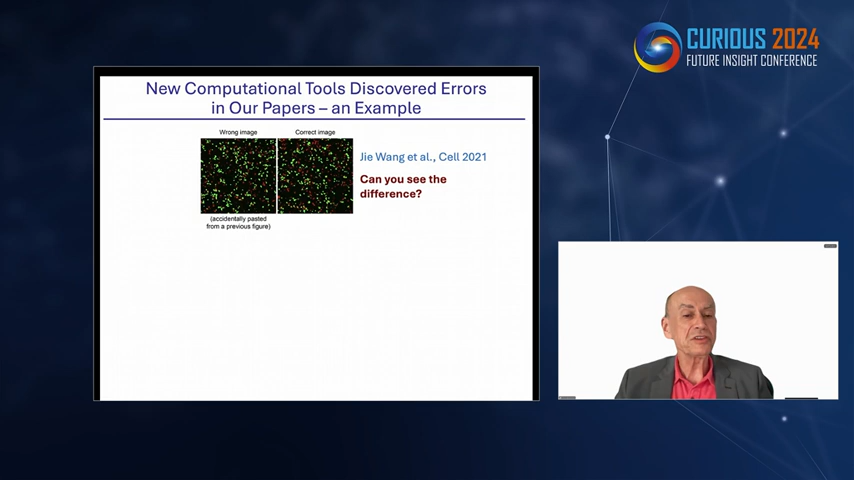 CURIOUS 2024
FUTURE INSIGHT CONFERENCE
New Computational Tools Discovered Errors
in Our Papers – an Example
Wrong image
Correct image
Jie Wang et al., Cell 2021
Can you see the
difference?
(accidentally pasted
from a previous figure)